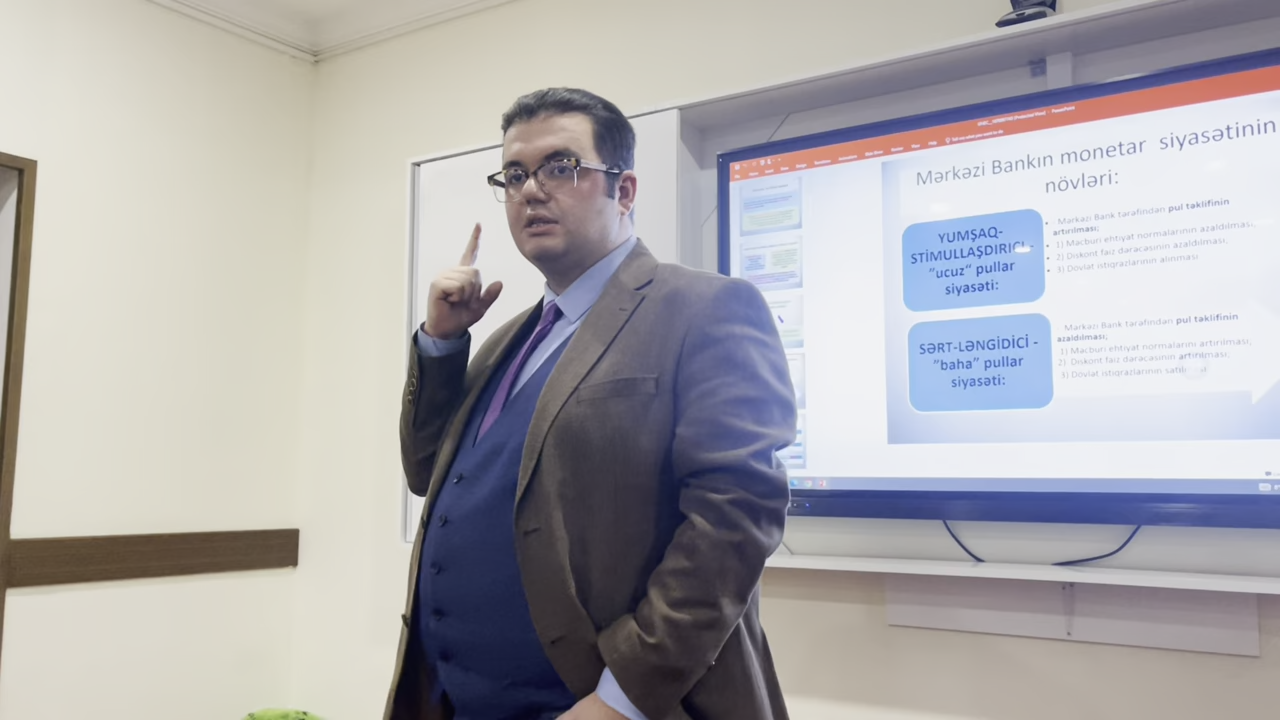 Mərkəzi Bankın monetar siyasətinin
növləri:
YUMŞAQ-
STİMULLAŞDIRICI -
"ucuz" pullar
siyasəti:
Mərkəzi Bank tərəfindən pul təklifinin
artırılması;
1) Məcburi ehtiyat normalarının azaldılması,
2) Diskont faiz dərəcəsinin azaldılması;
3) Dövlət istiqrazlarının alınması
SƏRT-ləNGİDİCİ -
"baha" pullar
siyasəti:
Mərkəzi Bank tərəfindən pul təklifinin
azaldılması;
1) Məcburi ehtiyat normalarını artırılması,
2) Diskont faiz dərəcəsinin artırılması;
3) Dövlət istiqrazlarının